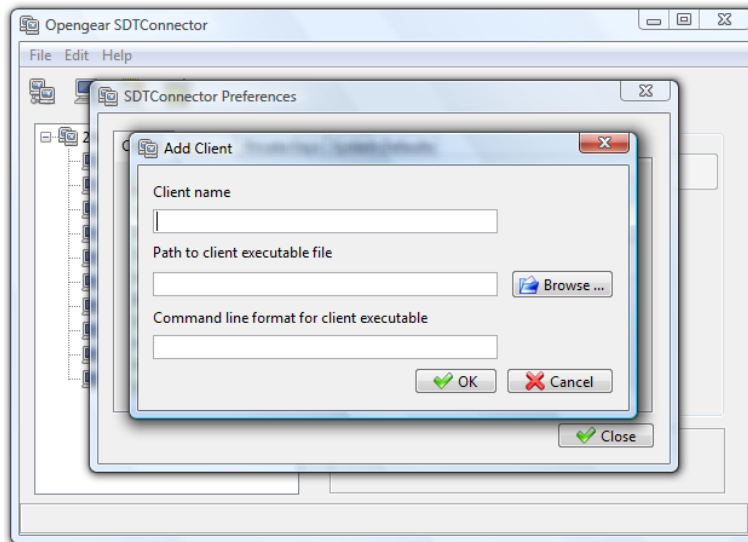 Opengear SDTConnector
File Edit Help
SDTConnector Preferences
2
C
Add Client
Client name
Path to client executable file
Browse ...
Command line format for client executable
OK Cancel
Close